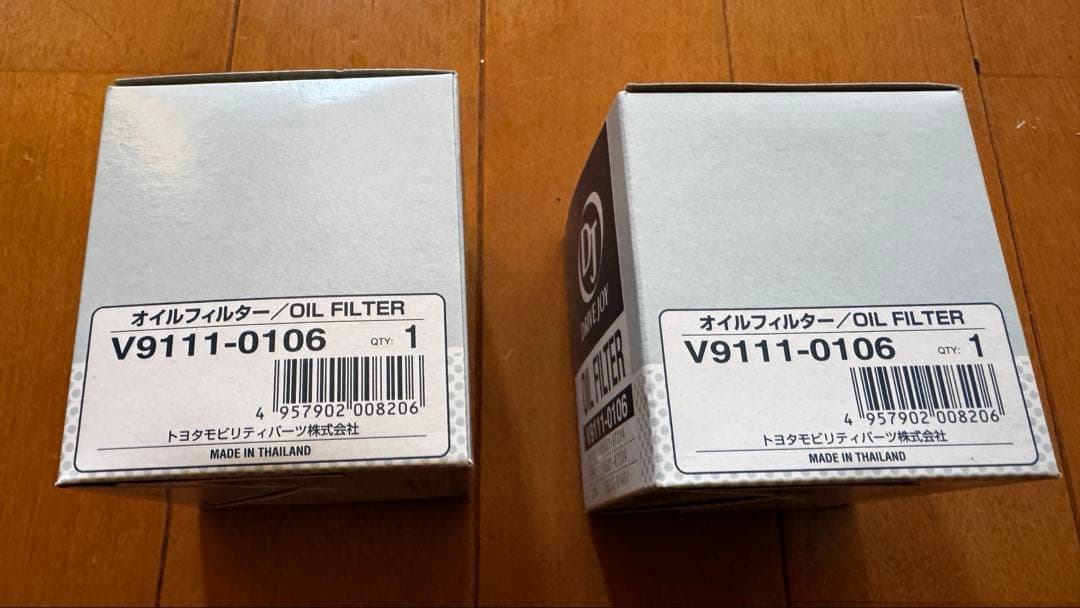 オイルフィルター/OIL FILTER
V9111-0106 QTY: 1
4 957902 008206
トヨタモビリティパーツ株式会社
MADE IN THAILAND
DJ
DRIVE JOY
OIL FILTER
V9111-0106
オイルフィルター/OIL FILTER
V9111-0106 QTY: 1
4 957902 008206
トヨタモビリティパーツ株式会社
MADE IN THAILAND